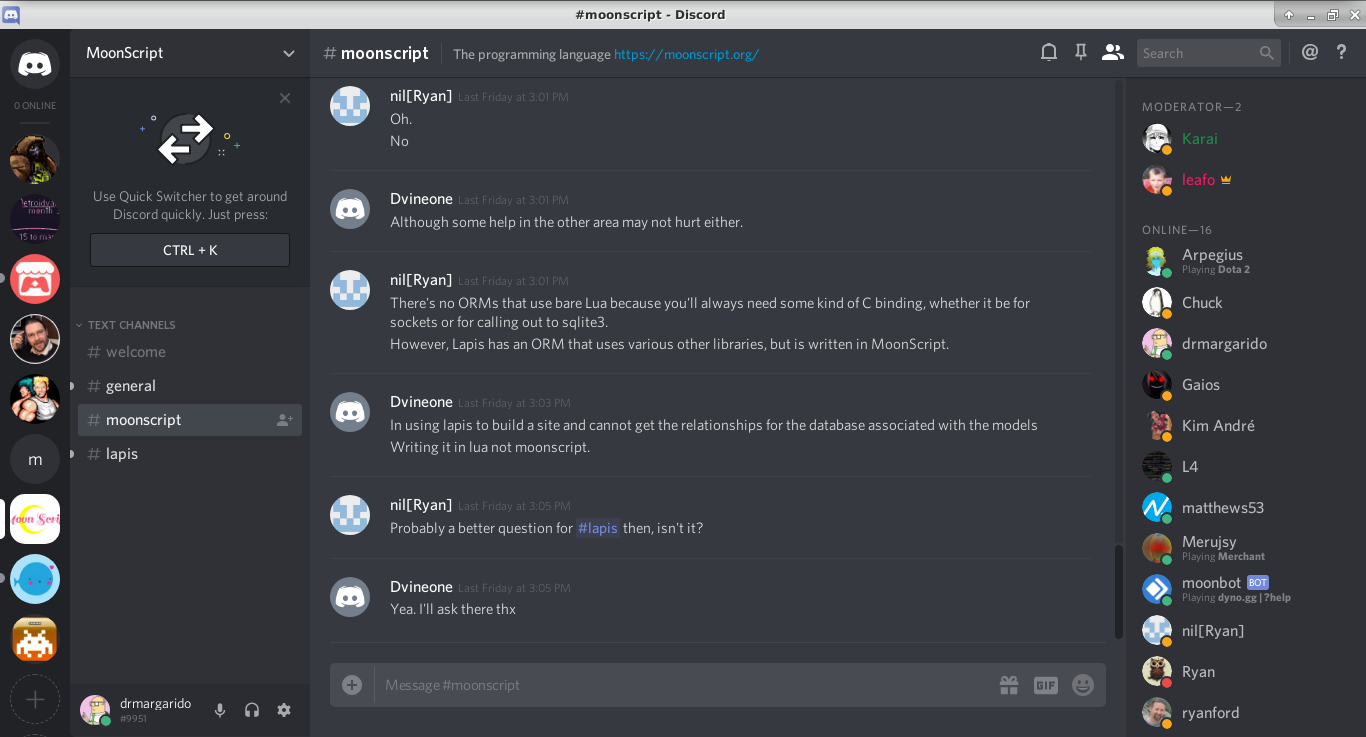 #moonscript - Discord
MoonScript
0 ONLINE
Use Quick Switcher to get around
Discord quickly. Just press:
CTRL + K
TEXT CHANNELS
# welcome
# general
# moonscript
# lapis
m
drmargarido
#9951
# moonscript
The programming language https://moonscript.org/
Search
@
?
nil[Ryan] Last Friday at 3:01 PM
Oh.
No
Dvineone Last Friday at 3:01 PM
Although some help in the other area may not hurt either.
nil[Ryan] Last Friday at 3:01 PM
There's no ORMs that use bare Lua because you'll always need some kind of C binding, whether it be for
sockets or for calling out to sqlite3.
However, Lapis has an ORM that uses various other libraries, but is written in MoonScript.
Dvineone Last Friday at 3:03 PM
In using lapis to build a site and cannot get the relationships for the database associated with the models
Writing it in lua not moonscript.
nil[Ryan] Last Friday at 3:05 PM
Probably a better question for #lapis then, isn't it?
Dvineone Last Friday at 3:05 PM
Yea. I'll ask there thx
Message #moonscript
GIF
MODERATOR—2
Karai
leafo
ONLINE—16
Arpegius
Playing Dota 2
Chuck
drmargarido
Gaios
Kim André
L4
matthews53
Merujsy
Playing Merchant
moonbot BOT
Playing dyno.gg | ?help
nil[Ryan]
Ryan
ryanford